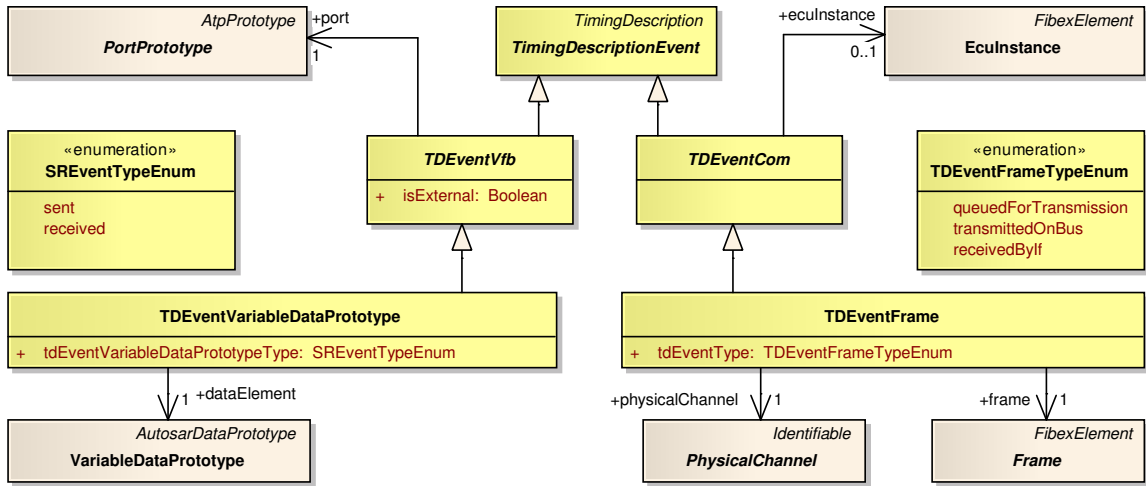 AtpPrototype
PortPrototype
+port
1
TimingDescription
TimingDescriptionEvent
+ecuInstance
0..1
FibexElement
EcuInstance
«enumeration»
SREventTypeEnum
sent
received
TDEventVfb
+ isExternal: Boolean
TDEventCom
«enumeration»
TDEventFrameTypeEnum
queuedForTransmission
transmittedOnBus
receivedByIf
TDEventVariableDataPrototype
+ tdEventVariableDataPrototypeType: SREventTypeEnum
TDEventFrame
+ tdEventType: TDEventFrameTypeEnum
1 +dataElement
+physicalChannel 1
+frame 1
AutosarDataPrototype
VariableDataPrototype
Identifiable
PhysicalChannel
FibexElement
Frame